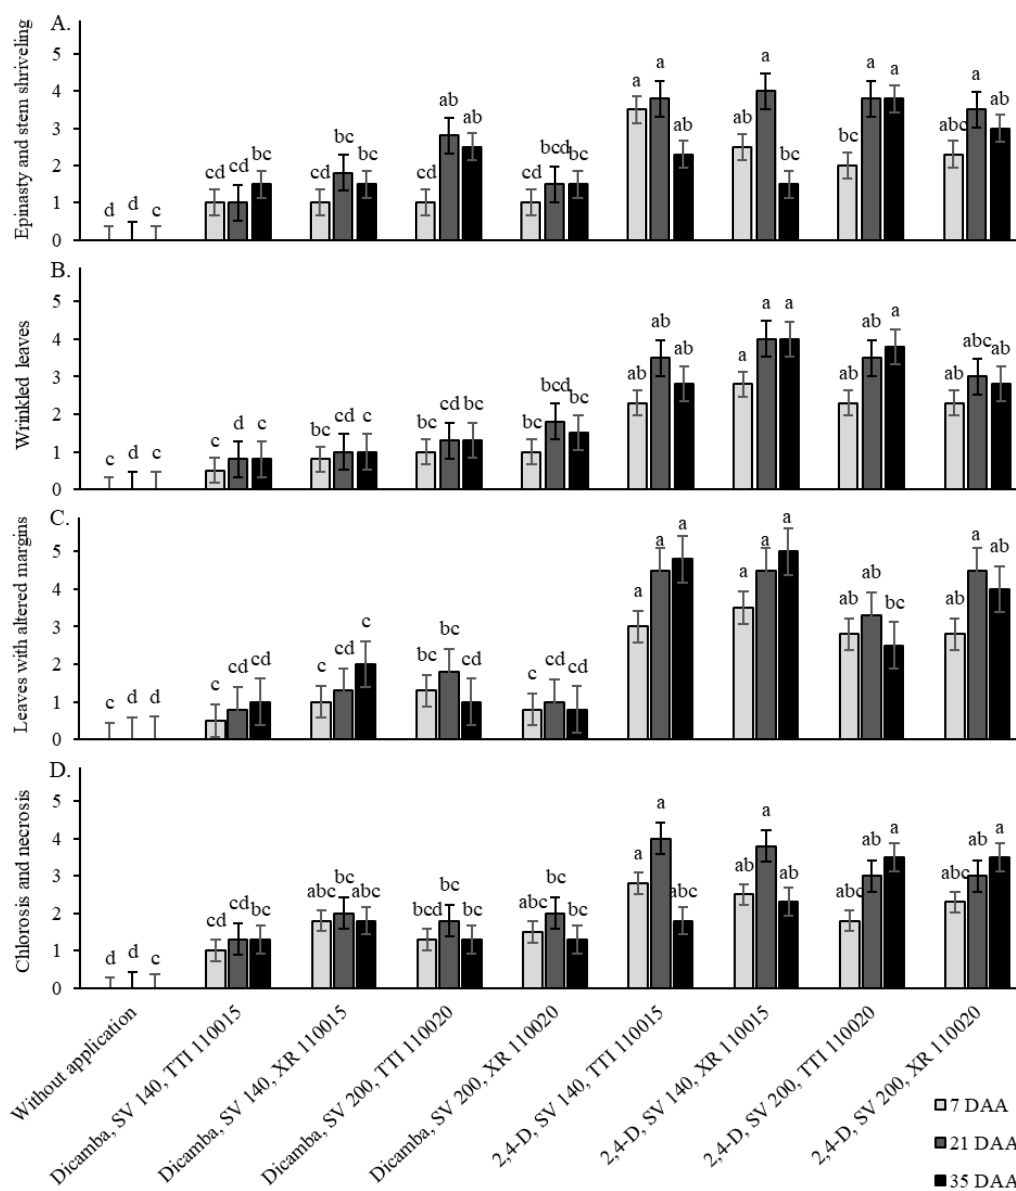 A.
Epinasty and stem shriveling
5
4
3
2
1
0
d d c
cd cd bc
cd bc bc
cd ab ab
cd bcd bc
a a ab
ab a bc
bc a a
abc a ab
B.
Wrinkled leaves
5
4
3
2
1
0
c d c
c d c
bc cd c
bc cd bc
bc bcd bc
ab ab ab
a a a
ab ab a
ab abc ab
C.
Leaves with altered margins
5
4
3
2
1
0
c d d
c cd cd
c cd c
bc bc cd
c cd cd
a a a
a a a
ab ab bc
ab a ab
D.
Chlorosis and necrosis
5
4
3
2
1
0
d d c
cd cd bc
abc bc abc
bcd bc bc
abc bc bc
a a abc
ab a ab
abc ab a
abc ab a
Without application
Dicamba, SV 140, TTI 110015
Dicamba, SV 140, XR 110015
Dicamba, SV 200, TTI 110020
Dicamba, SV 200, XR 110020
2,4-D, SV 140, TTI 110015
2,4-D, SV 140, XR 110015
2,4-D, SV 200, TTI 110020
2,4-D, SV 200, XR 110020
7 DAA
21 DAA
35 DAA